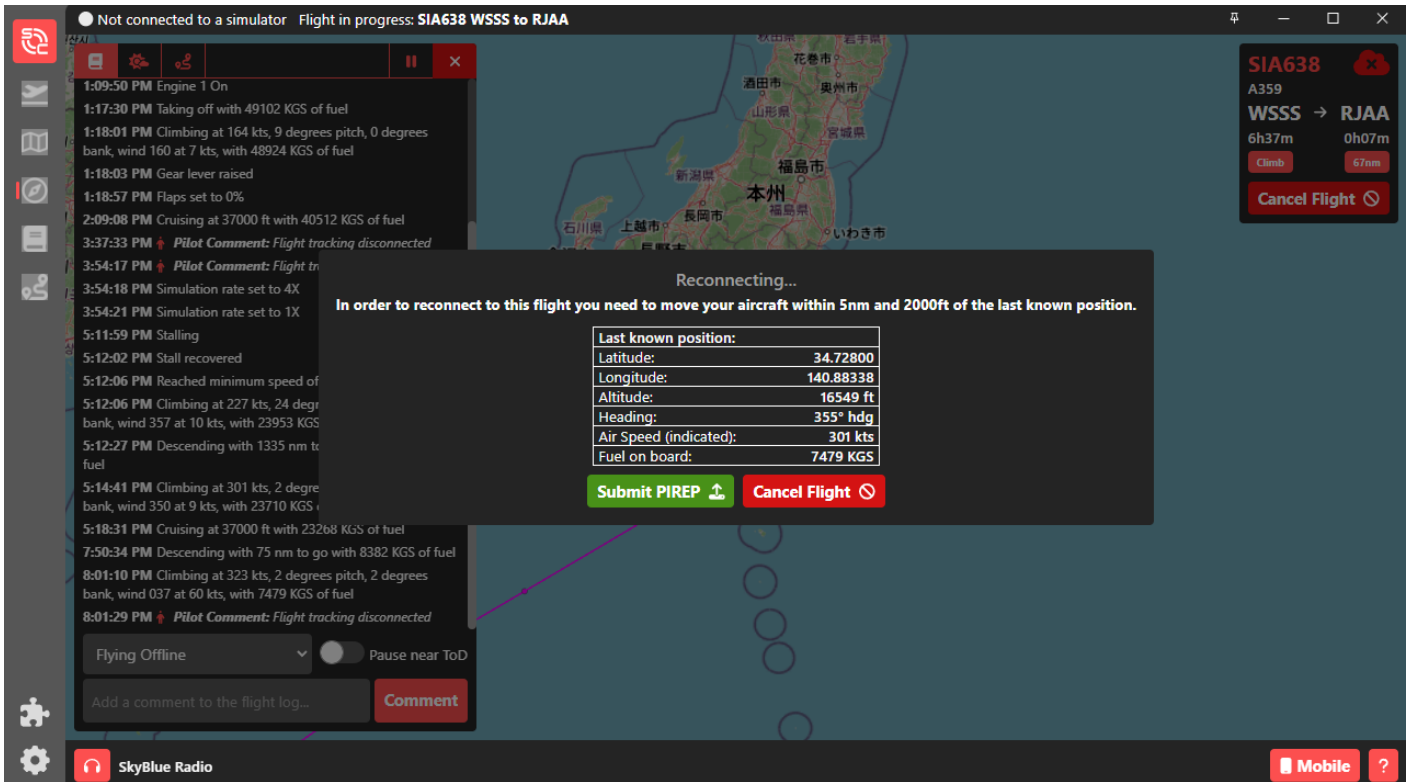 Not connected to a simulator Flight in progress: SIA638 WSSS to RJAA
1:09:50 PM Engine 1 On
1:17:30 PM Taking off with 49102 KGS of fuel
1:18:01 PM Climbing at 164 kts, 9 degrees pitch, 0 degrees
bank, wind 160 at 7 kts, with 48924 KGS of fuel
1:18:03 PM Gear lever raised
1:18:57 PM Flaps set to 0%
2:09:08 PM Cruising at 37000 ft with 40512 KGS of fuel
3:37:33 PM Pilot Comment: Flight tracking disconnected
3:54:17 PM Pilot Comment: Flight
3:54:18 PM Simulation rate set to 4X
3:54:21 PM Simulation rate set to 1X
5:11:59 PM Stalling
5:12:02 PM Stall recovered
5:12:06 PM Reached minimum speed of
5:12:06 PM Climbing at 227 kts, 24
bank, wind 357 at 10 kts, with 23953 KGS
5:12:27 PM Descending with 1335 nm
fuel
5:14:41 PM Climbing at 301 kts, 2
bank, wind 350 at 9 kts, with 23710 KGS
5:18:31 PM Cruising at 37000 ft with 23268 KGS of fuel
7:50:34 PM Descending with 75 nm to go with 8382 KGS of fuel
8:01:10 PM Climbing at 323 kts, 2 degrees pitch, 2 degrees
bank, wind 037 at 60 kts, with 7479 KGS of fuel
8:01:29 PM Pilot Comment: Flight tracking disconnected
Flying Offline
Pause near ToD
Add a comment to the flight log...
Comment
花巻市
酒田市
奥州市
山形県
宮城県
福島市
新潟県
本州
福島県
長岡市
石川県
上越市
いわき市
Reconnecting...
In order to reconnect to this flight you need to move your aircraft within 5nm and 2000ft of the last known position.
Last known position:
Latitude: 34.72800
Longitude: 140.88338
Altitude: 16549 ft
Heading: 355° hdg
Air Speed (indicated): 301 kts
Fuel on board: 7479 KGS
Submit PIREP
Cancel Flight
SIA638
A359
WSSS → RJAA
6h37m 0h07m
Climb 67nm
Cancel Flight
SkyBlue Radio
Mobile
?